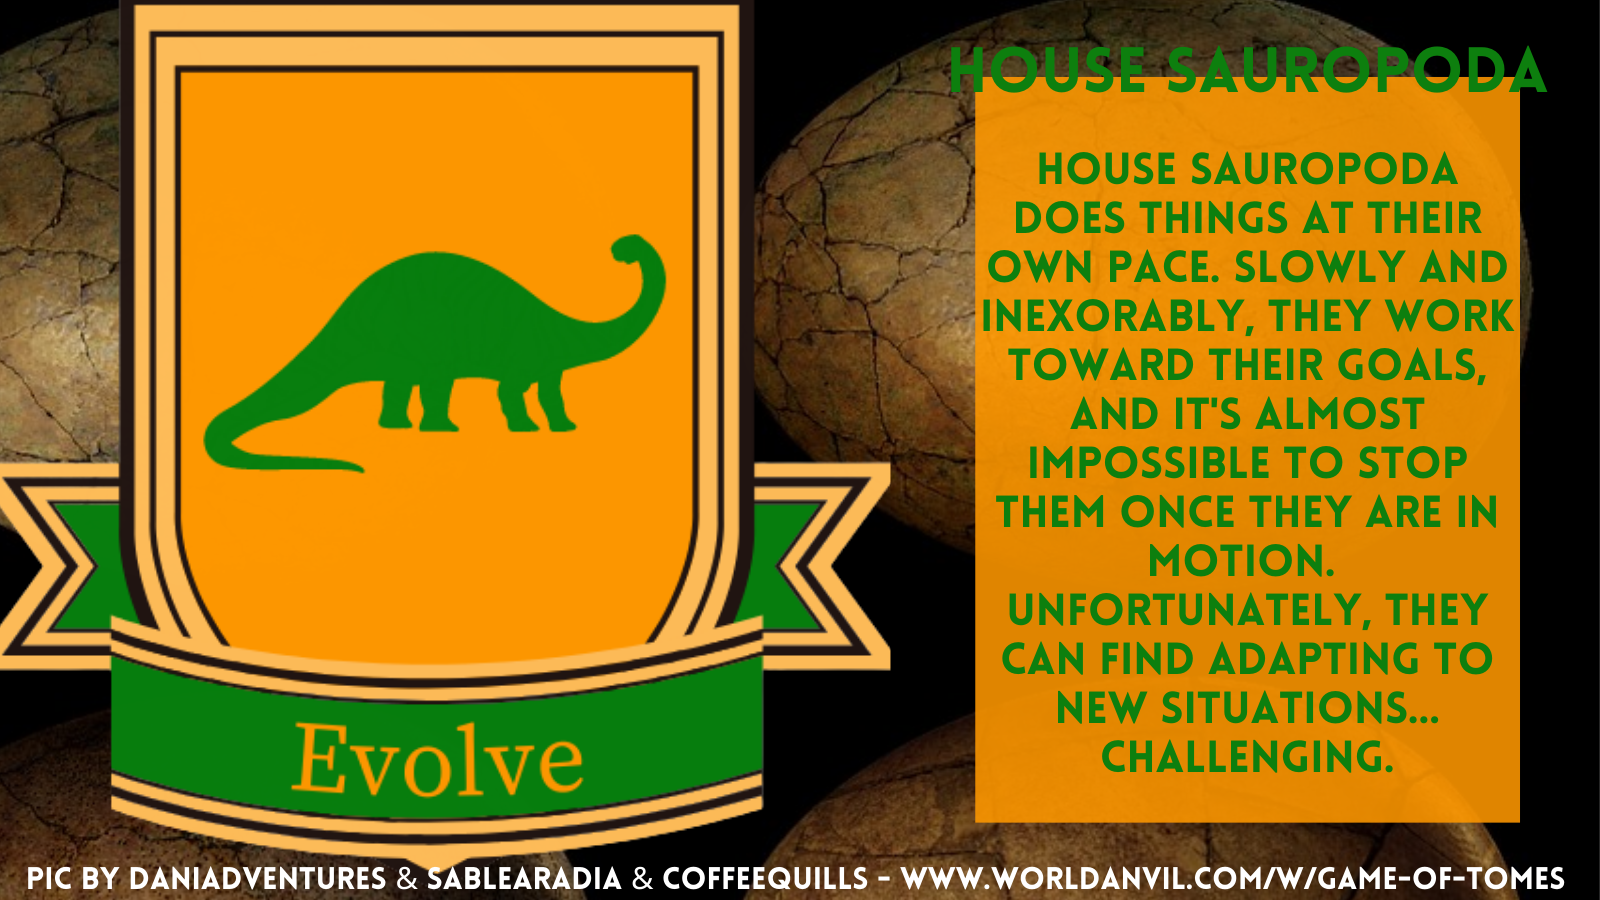 HOUSE SAUROPODA
HOUSE SAUROPODA
DOES THINGS AT THEIR
OWN PACE. SLOWLY AND
INEXORABLY, THEY WORK
TOWARD THEIR GOALS,
AND IT'S ALMOST
IMPOSSIBLE TO STOP
THEM ONCE THEY ARE IN
MOTION.
UNFORTUNATELY, THEY
CAN FIND ADAPTING TO
NEW SITUATIONS...
CHALLENGING.
Evolve
PIC BY DANIADVENTURES & SABLEARADIA & COFFEEQUILLS - WWW.WORLDANVIL.COM/W/GAME-OF-TOMES